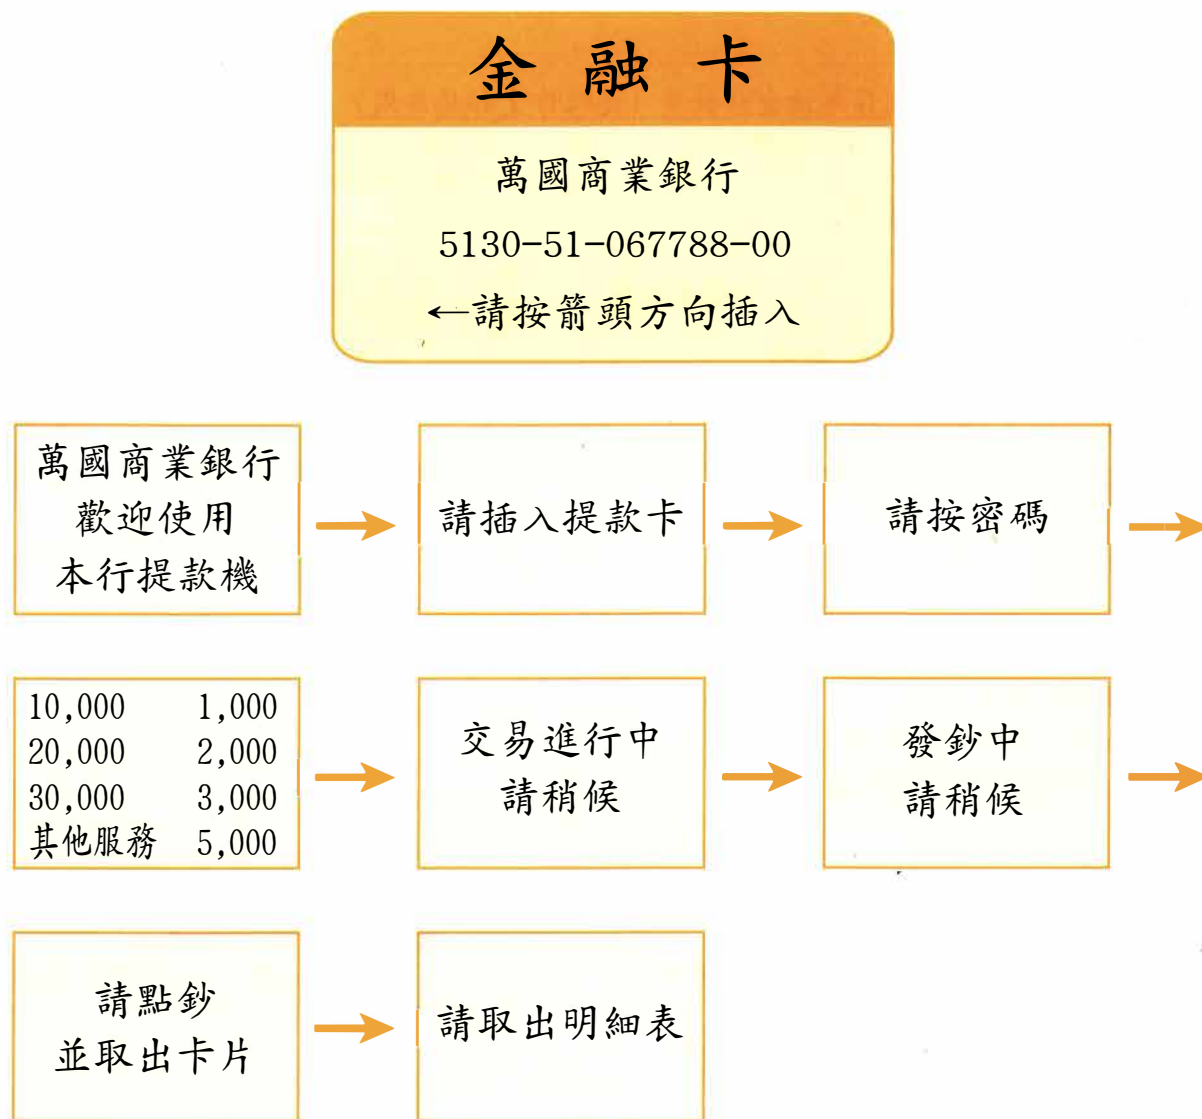 金融卡
萬國商業銀行
5130-51-067788-00
←請按箭頭方向插入
萬國商業銀行
歡迎使用
本行提款機
請插入提款卡
請按密碼
10,000 1,000
20,000 2,000
30,000 3,000
其他服務 5,000
交易進行中
請稍候
發鈔中
請稍候
請點鈔
並取出卡片
請取出明細表